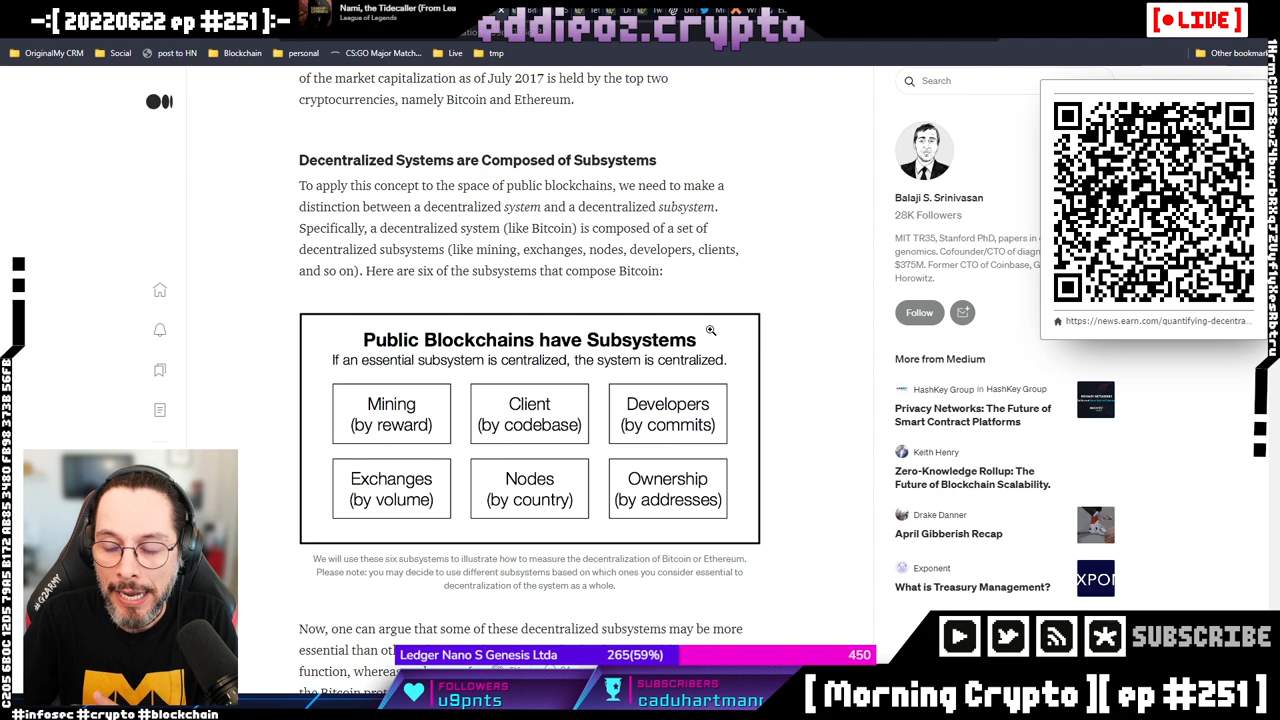 -:[ 20220622 ep #251 ]:-
Nami, the Tidecaller (From Lea
League of Legends
eddieoz.crypto
[● LIVE]
OriginalMy CRM
Social
post to HN
Blockchain
personal
CS:GO Major Match...
Live
tmp
Other bookmar
of the market capitalization as of July 2017 is held by the top two
cryptocurrencies, namely Bitcoin and Ethereum.
Decentralized Systems are Composed of Subsystems
To apply this concept to the space of public blockchains, we need to make a
distinction between a decentralized system and a decentralized subsystem.
Specifically, a decentralized system (like Bitcoin) is composed of a set of
decentralized subsystems (like mining, exchanges, nodes, developers, clients,
and so on). Here are six of the subsystems that compose Bitcoin:
Public Blockchains have Subsystems
If an essential subsystem is centralized, the system is centralized.
Mining
(by reward)
Client
(by codebase)
Developers
(by commits)
Exchanges
(by volume)
Nodes
(by country)
Ownership
(by addresses)
We will use these six subsystems to illustrate how to measure the decentralization of Bitcoin or Ethereum.
Please note: you may decide to use different subsystems based on which ones you consider essential to
decentralization of the system as a whole.
Now, one can argue that some of these decentralized subsystems may be more
essential than
function, whereas
the Bitcoin
Search
Balaji S. Srinivasan
28K Followers
MIT TR35, Stanford PhD, papers in
genomics. Cofounder/CTO of diagn
$375M. Former CTO of Coinbase, G
Horowitz.
Follow
https://news.earn.com/quantifying-decentra...
More from Medium
HashKey Group in HashKey Group
Privacy Networks: The Future of
Smart Contract Platforms
Keith Henry
Zero-Knowledge Rollup: The
Future of Blockchain Scalability.
Drake Danner
April Gibberish Recap
Exponent
What is Treasury Management?
XPON
#G2ARMY
Ledger Nano S Genesis Ltda
265(59%)
450
FOLLOWERS
u9pnts
SUBSCRIBERS
caduhartmann
SUBSCRIBE
[ Morning Crypto ][ ep #251 ]
#infosec #crypto #blockchain